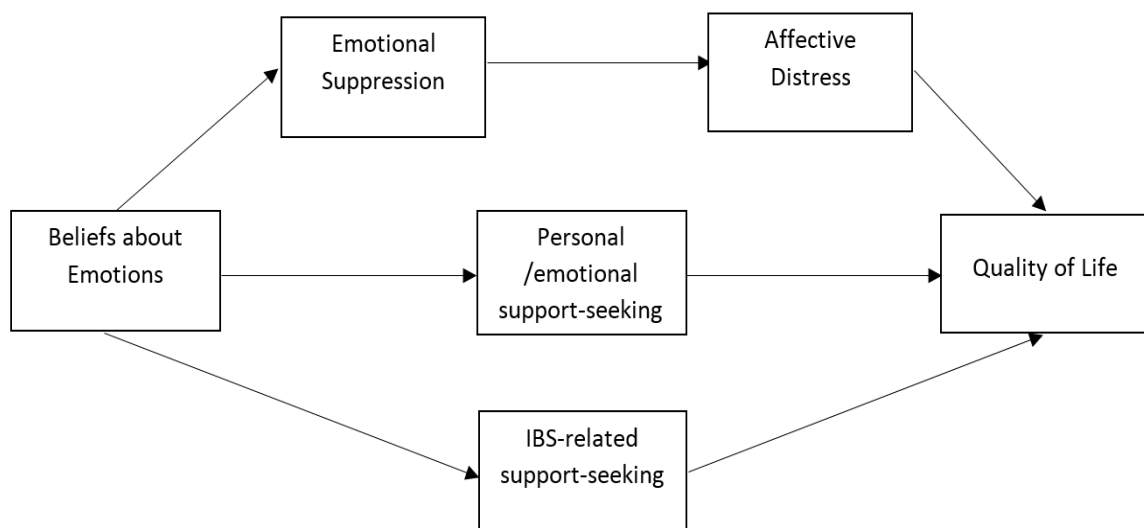 Emotional
Suppression
Affective
Distress
Beliefs about
Emotions
Personal
/emotional
support-seeking
Quality of Life
IBS-related
support-seeking